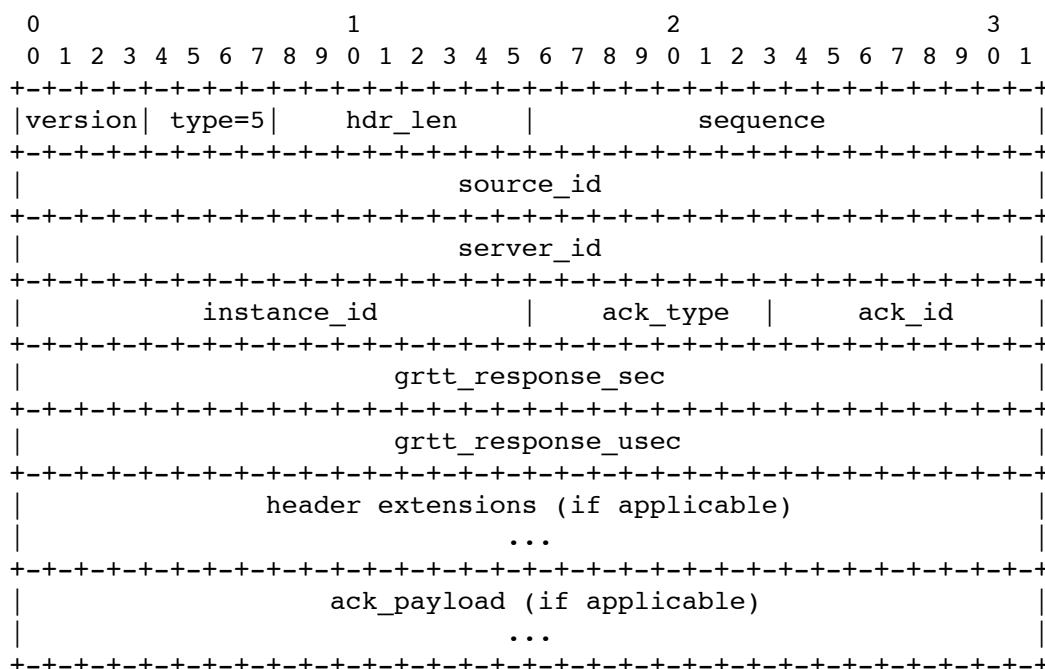 0                   1                   2                   3
 0 1 2 3 4 5 6 7 8 9 0 1 2 3 4 5 6 7 8 9 0 1 2 3 4 5 6 7 8 9 0 1
+-+-+-+-+-+-+-+-+-+-+-+-+-+-+-+-+-+-+-+-+-+-+-+-+-+-+-+-+-+-+-+-+
|version| type=5|    hdr_len    |          sequence             |
+-+-+-+-+-+-+-+-+-+-+-+-+-+-+-+-+-+-+-+-+-+-+-+-+-+-+-+-+-+-+-+-+
|                           source_id                           |
+-+-+-+-+-+-+-+-+-+-+-+-+-+-+-+-+-+-+-+-+-+-+-+-+-+-+-+-+-+-+-+-+
|                           server_id                           |
+-+-+-+-+-+-+-+-+-+-+-+-+-+-+-+-+-+-+-+-+-+-+-+-+-+-+-+-+-+-+-+-+
|           instance_id         |    ack_type   |     ack_id    |
+-+-+-+-+-+-+-+-+-+-+-+-+-+-+-+-+-+-+-+-+-+-+-+-+-+-+-+-+-+-+-+-+
|                       grtt_response_sec                       |
+-+-+-+-+-+-+-+-+-+-+-+-+-+-+-+-+-+-+-+-+-+-+-+-+-+-+-+-+-+-+-+-+
|                       grtt_response_usec                      |
+-+-+-+-+-+-+-+-+-+-+-+-+-+-+-+-+-+-+-+-+-+-+-+-+-+-+-+-+-+-+-+-+
|               header extensions (if applicable)               |
|                              ...                              |
+-+-+-+-+-+-+-+-+-+-+-+-+-+-+-+-+-+-+-+-+-+-+-+-+-+-+-+-+-+-+-+-+
|                   ack_payload (if applicable)                 |
|                              ...                              |
+-+-+-+-+-+-+-+-+-+-+-+-+-+-+-+-+-+-+-+-+-+-+-+-+-+-+-+-+-+-+-+-+